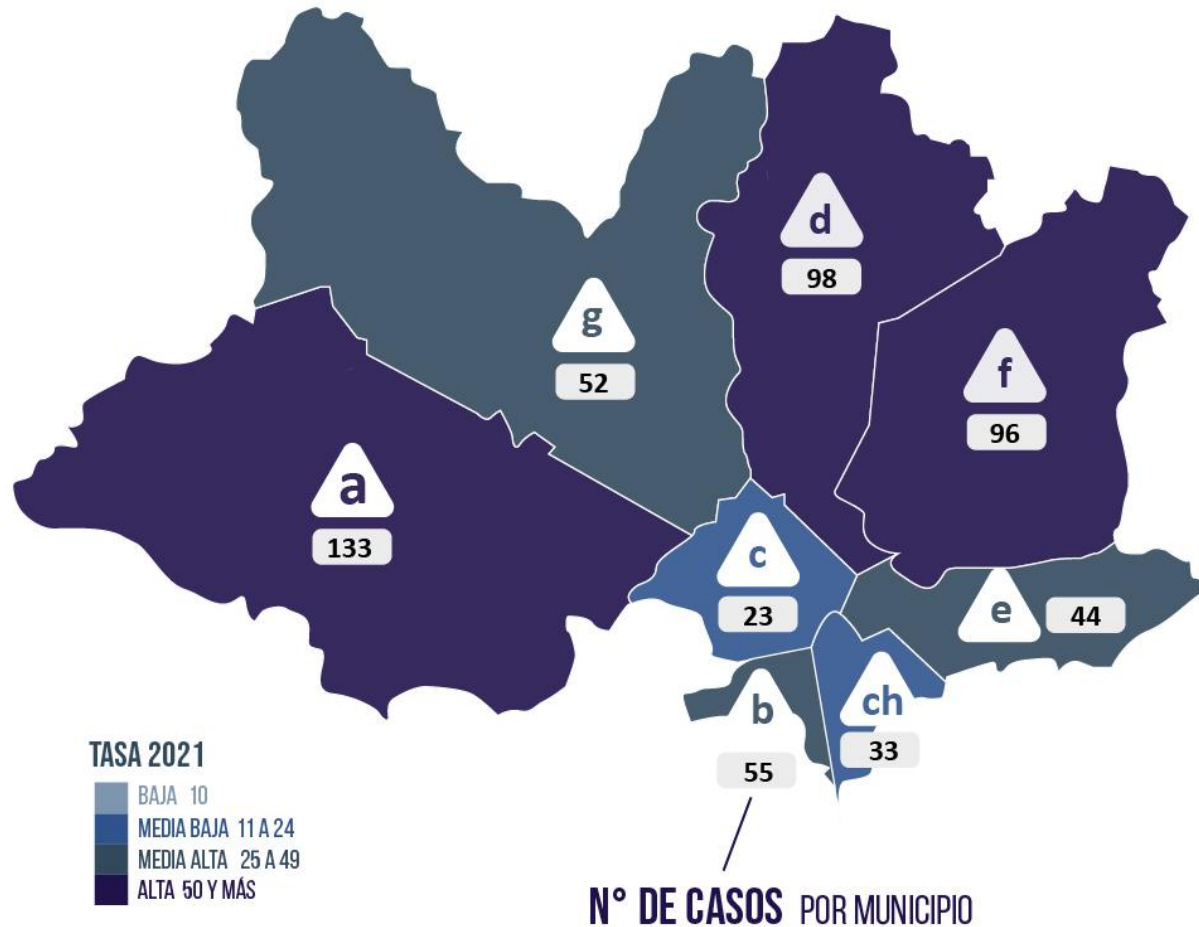 d
98
g
52
f
96
a
133
c
23
e 44
b
55
ch
33
TASA 2021
BAJA 10
MEDIA BAJA 11 A 24
MEDIA ALTA 25 A 49
ALTA 50 Y MÁS
N° DE CASOS POR MUNICIPIO